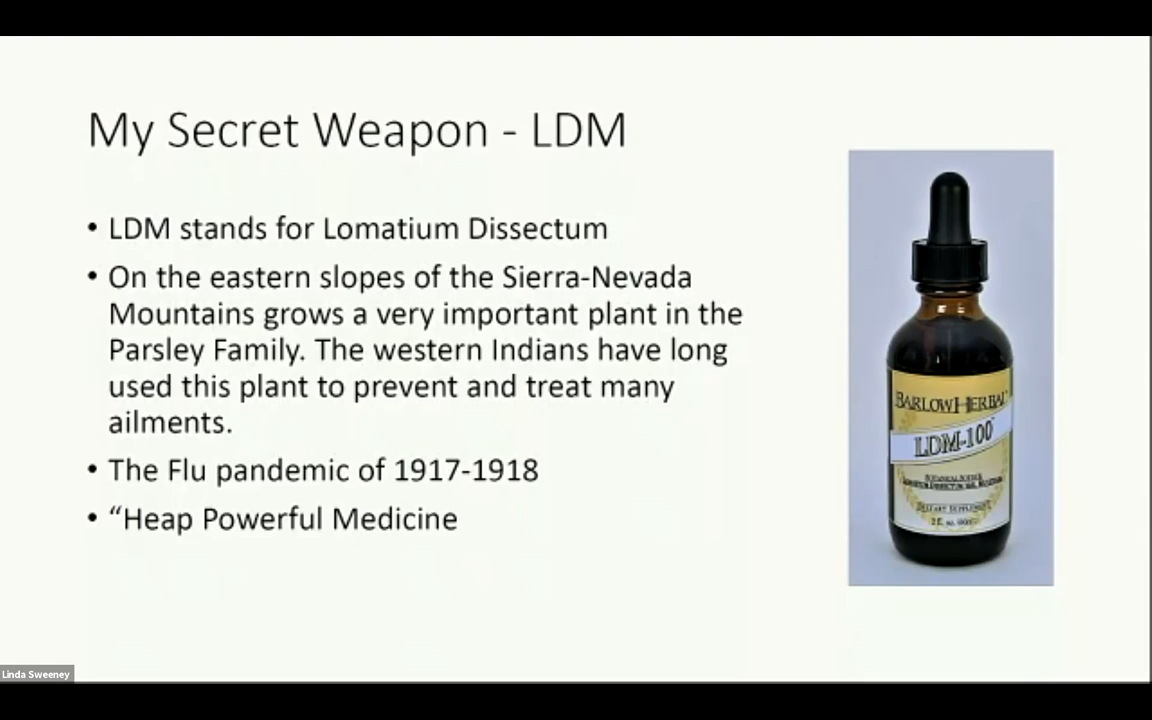 My Secret Weapon - LDM
• LDM stands for Lomatium Dissectum
• On the eastern slopes of the Sierra-Nevada
Mountains grows a very important plant in the
Parsley Family. The western Indians have long
used this plant to prevent and treat many
ailments.
• The Flu pandemic of 1917-1918
• “Heap Powerful Medicine
BARLOW HERBAL
LDM-100
DIETARY SUPPLEMENT
Linda Sweeney